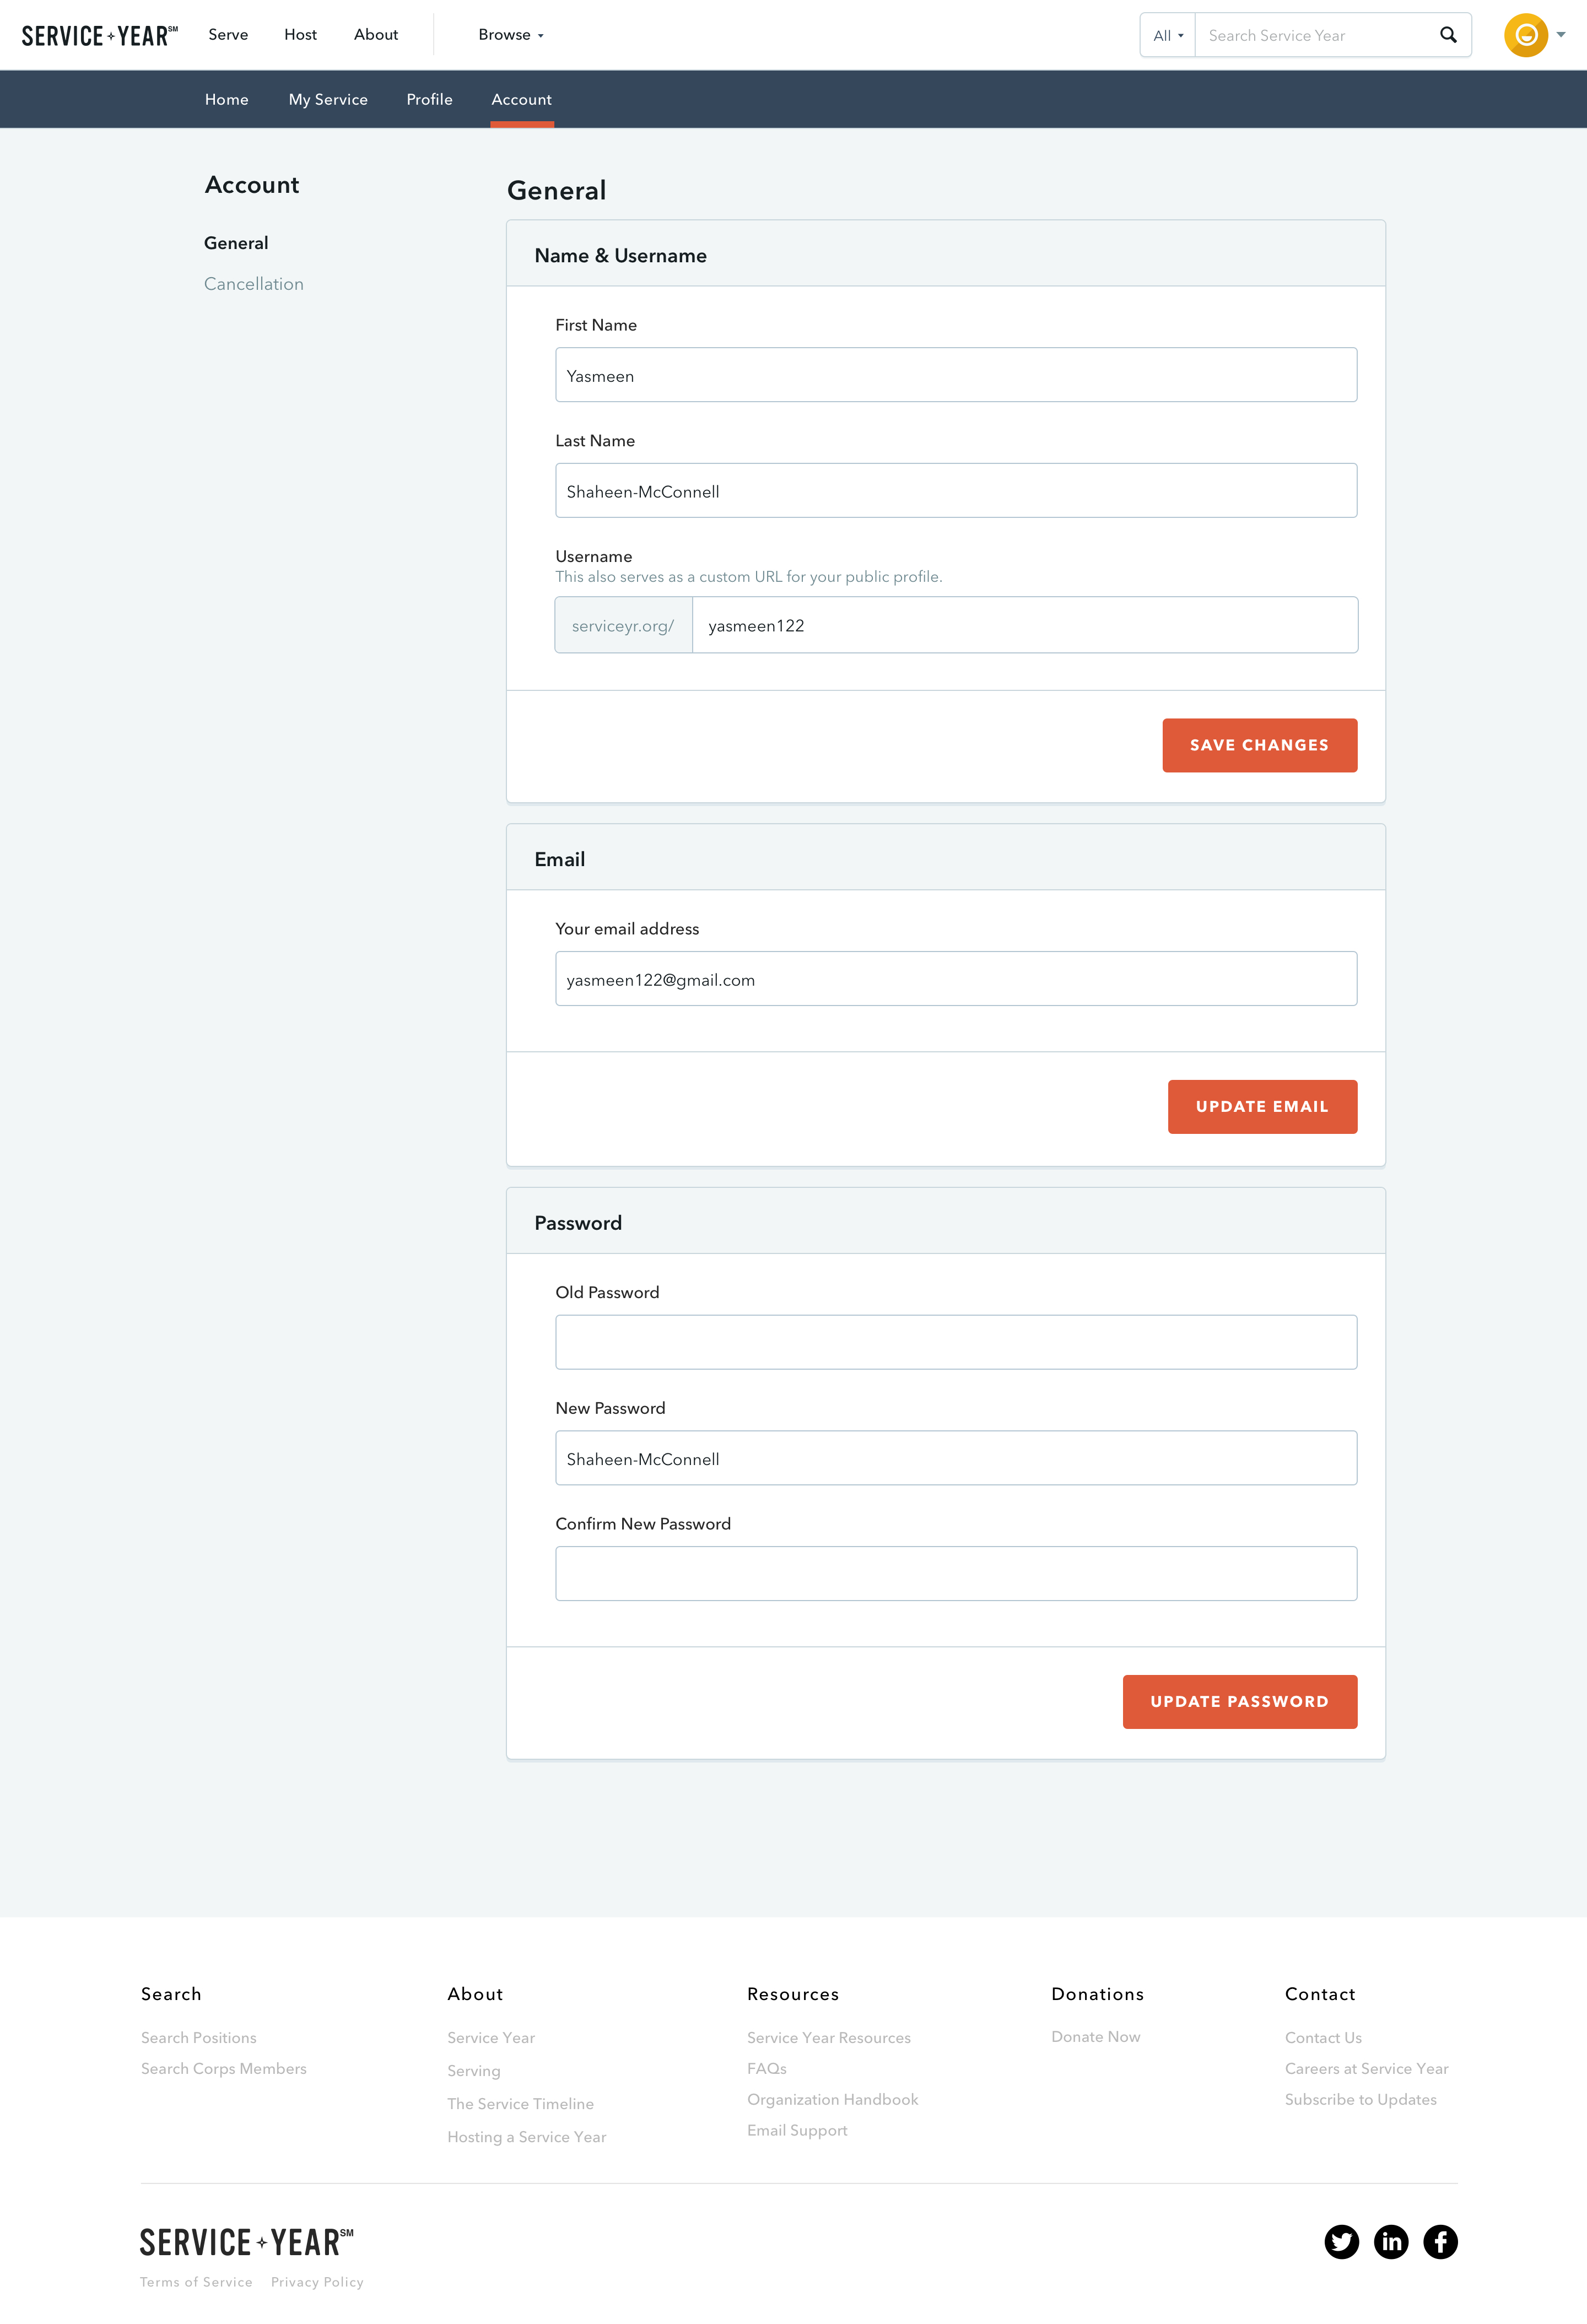 SERVICE YEAR SM
Serve
Host
About
Browse
All
Search Service Year
Home
My Service
Profile
Account
Account
General
Cancellation
General
Name & Username
First Name
Yasmeen
Last Name
Shaheen-McConnell
Username
This also serves as a custom URL for your public profile.
serviceyr.org/ yasmeen122
SAVE CHANGES
Email
Your email address
yasmeen122@gmail.com
UPDATE EMAIL
Password
Old Password
New Password
Shaheen-McConnell
Confirm New Password
UPDATE PASSWORD
Search
Search Positions
Search Corps Members
About
Service Year
Serving
The Service Timeline
Hosting a Service Year
Resources
Service Year Resources
FAQs
Organization Handbook
Email Support
Donations
Donate Now
Contact
Contact Us
Careers at Service Year
Subscribe to Updates
SERVICE YEAR SM
Terms of Service
Privacy Policy
in
f